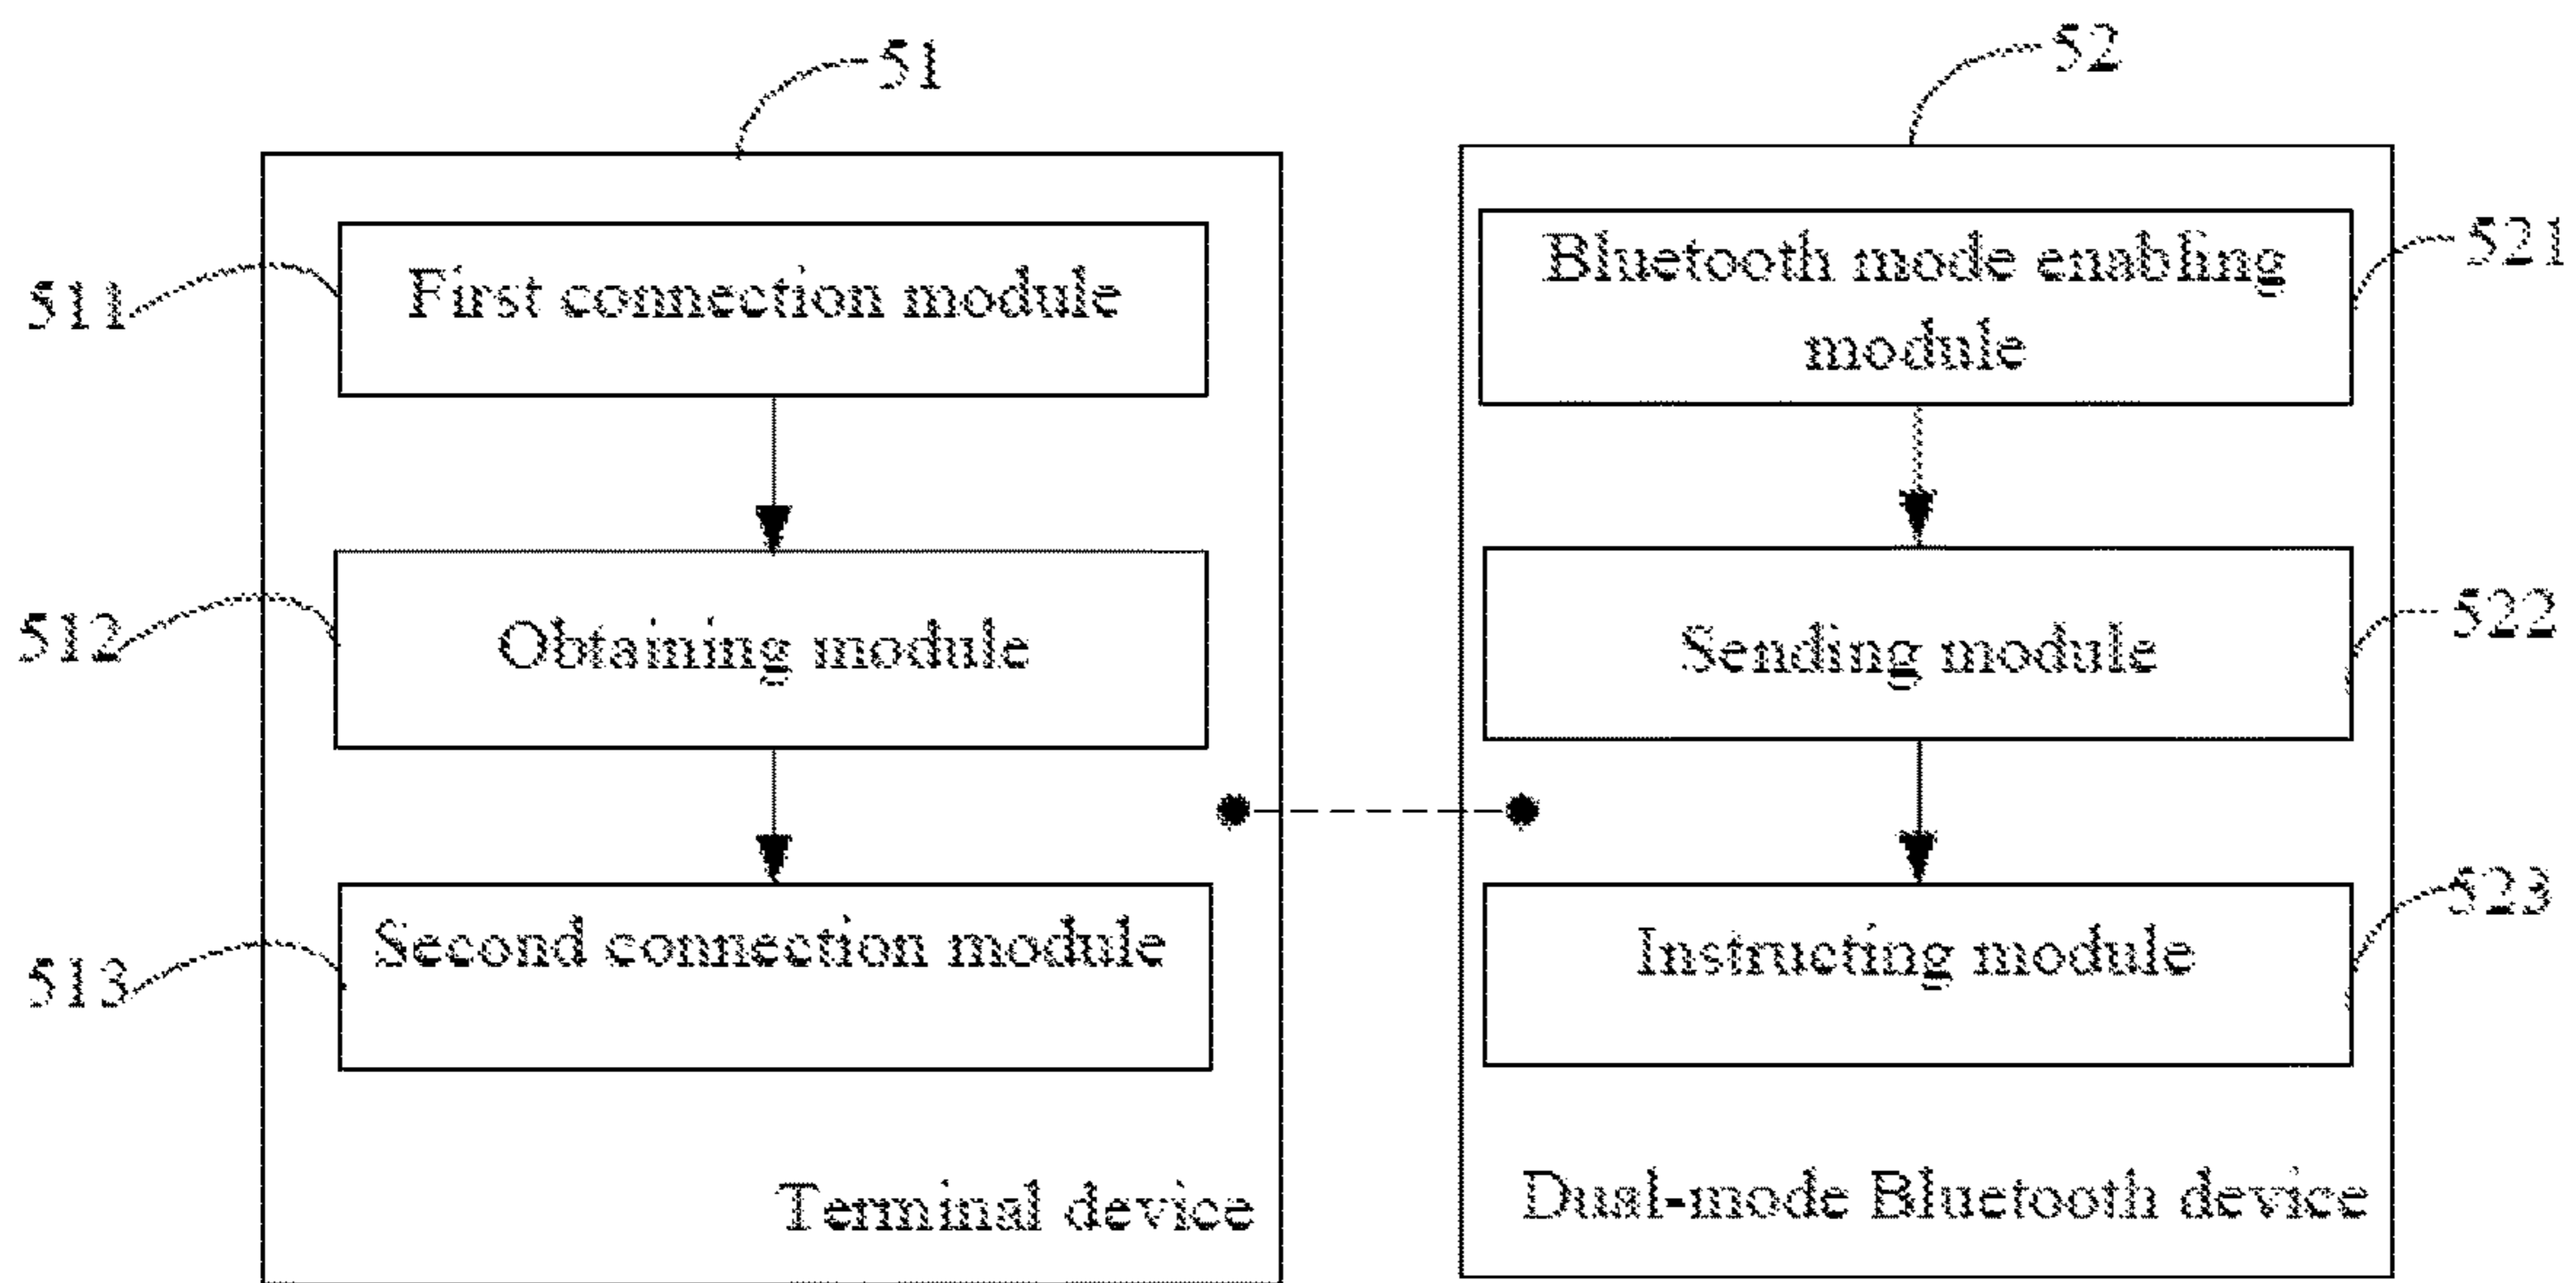 51
52
511
First connection module
512
Obtaining module
513
Second connection module
Terminal device
Bluetooth mode enabling
module
521
Sending module
522
Instructing module
523
Dual-mode Bluetooth device